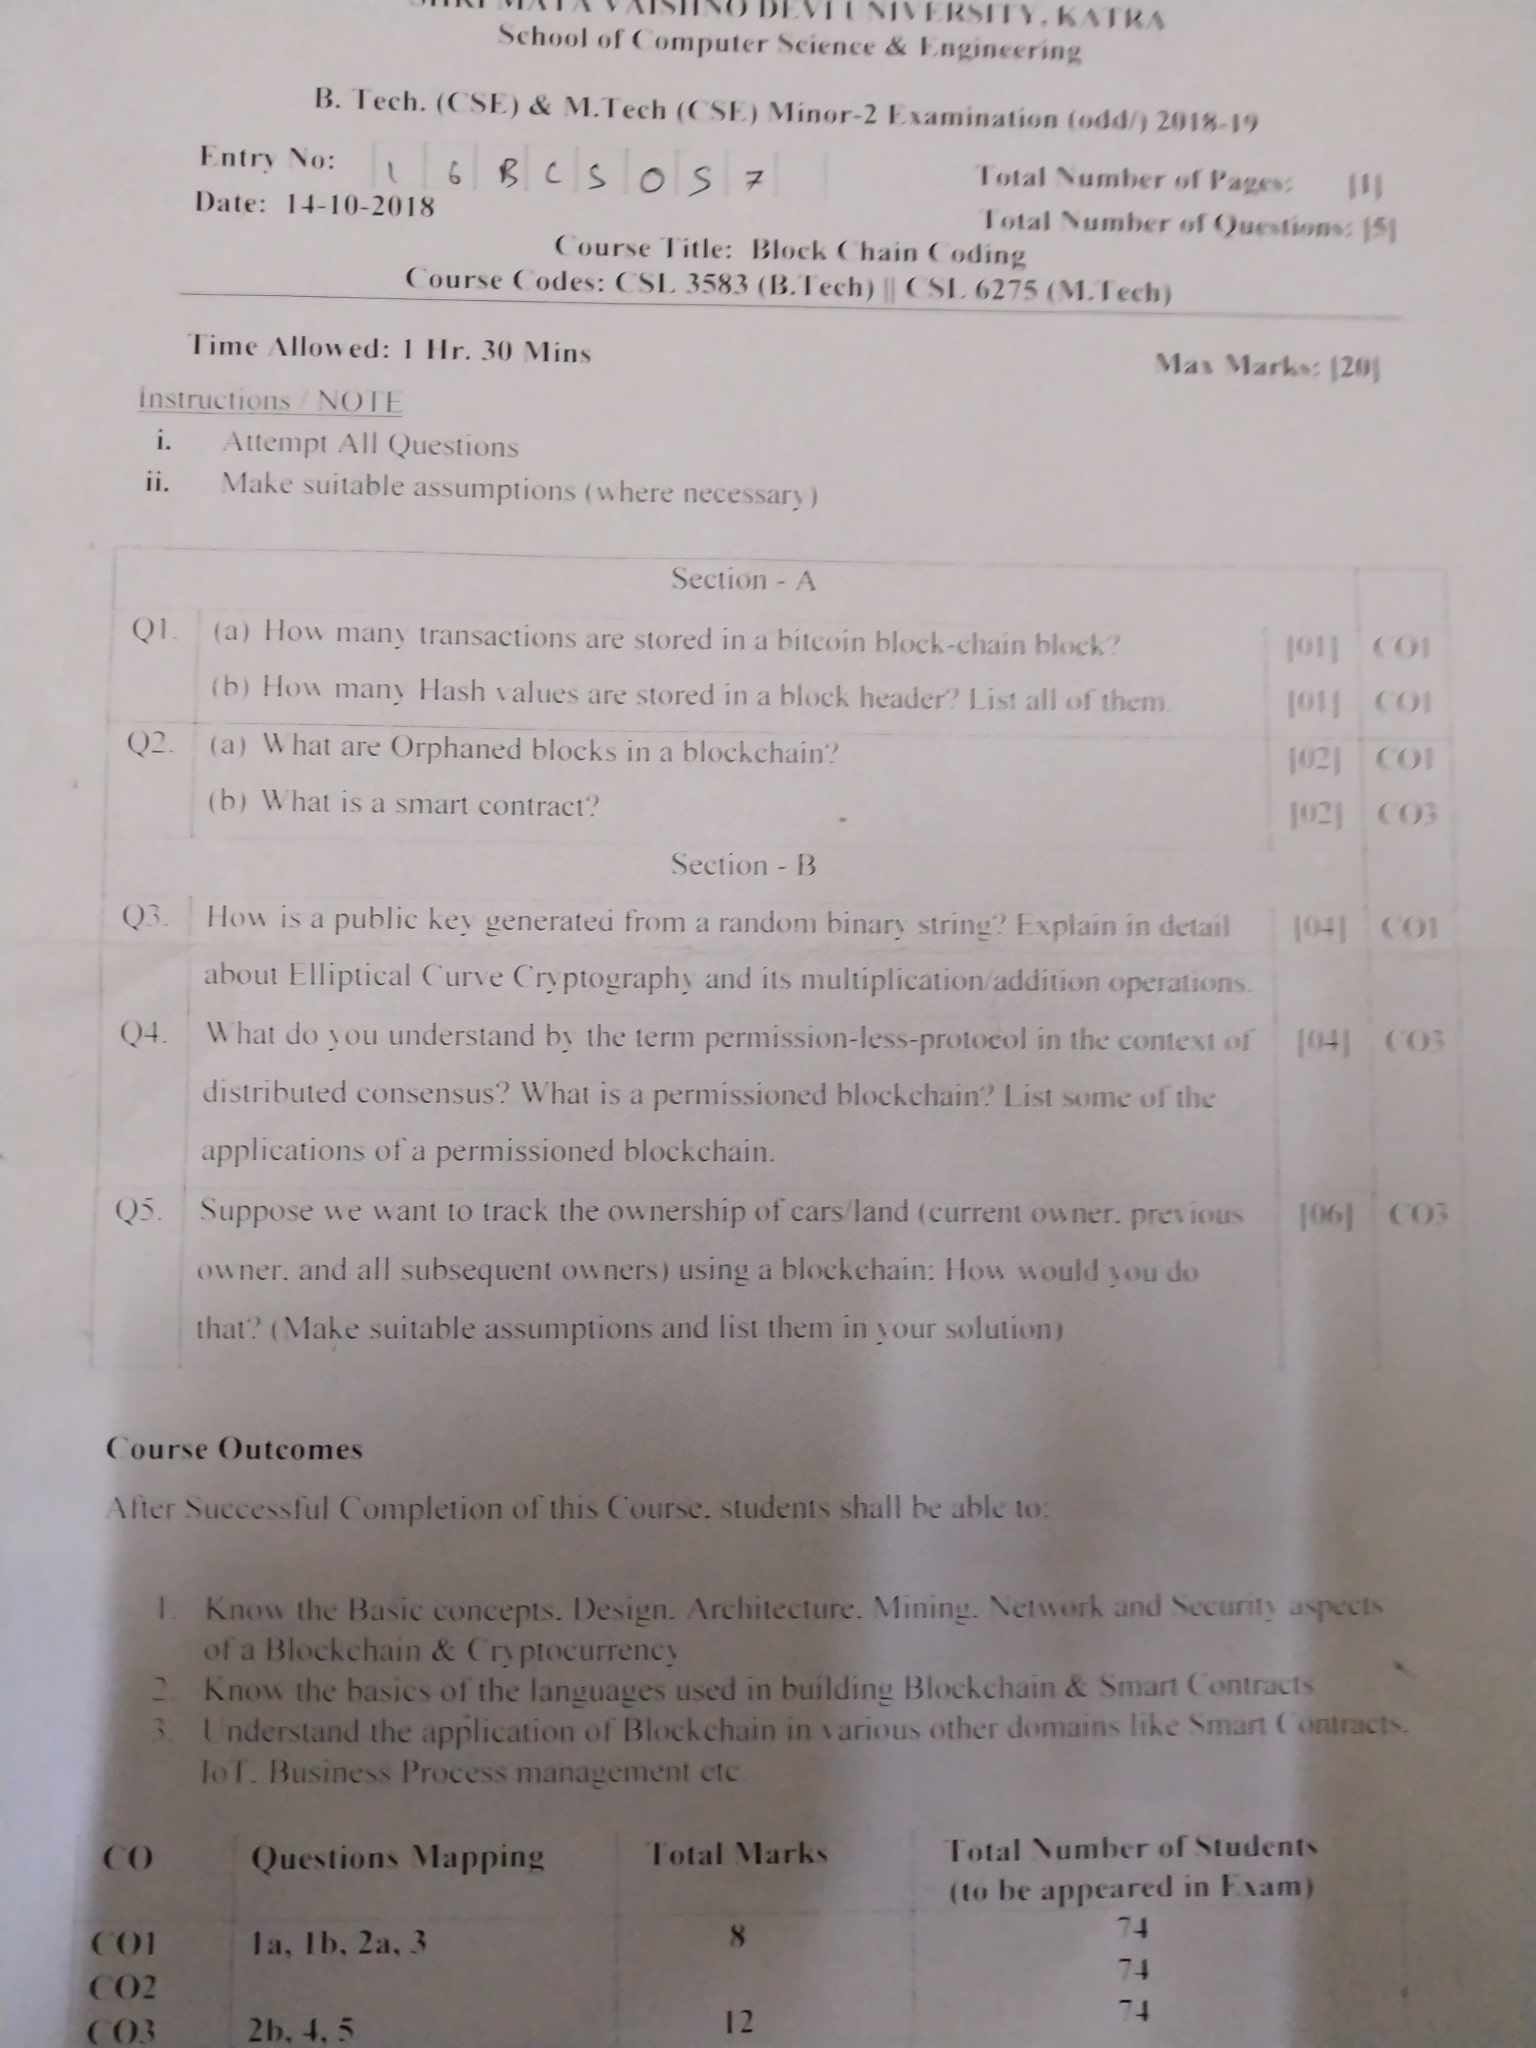 SHRI MATA VAISHNO DEVI UNIVERSITY, KATRA
School of Computer Science & Engineering
B. Tech. (CSE) & M.Tech (CSE) Minor-2 Examination (odd/) 2018-19
Entry No: 16BCS057
Total Number of Pages: [1]
Date: 14-10-2018
Total Number of Questions: [5]
Course Title: Block Chain Coding
Course Codes: CSL 3583 (B.Tech) || CSL 6275 (M.Tech)
Time Allowed: 1 Hr. 30 Mins
Max Marks: [20]
Instructions / NOTE
i. Attempt All Questions
ii. Make suitable assumptions (where necessary)
Section - A
Q1. (a) How many transactions are stored in a bitcoin block-chain block? [01] CO1
(b) How many Hash values are stored in a block header? List all of them. [01] CO1
Q2. (a) What are Orphaned blocks in a blockchain? [02] CO1
(b) What is a smart contract? [02] CO3
Section - B
Q3. How is a public key generated from a random binary string? Explain in detail [04] CO1
about Elliptical Curve Cryptography and its multiplication/addition operations.
Q4. What do you understand by the term permission-less-protocol in the context of [04] CO3
distributed consensus? What is a permissioned blockchain? List some of the
applications of a permissioned blockchain.
Q5. Suppose we want to track the ownership of cars/land (current owner, previous [06] CO3
owner, and all subsequent owners) using a blockchain: How would you do
that? (Make suitable assumptions and list them in your solution)
Course Outcomes
After Successful Completion of this Course, students shall be able to:
1. Know the Basic concepts, Design, Architecture, Mining, Network and Security aspects
of a Blockchain & Cryptocurrency
2. Know the basics of the languages used in building Blockchain & Smart Contracts
3. Understand the application of Blockchain in various other domains like Smart Contracts,
IoT, Business Process management etc.
CO Questions Mapping Total Marks Total Number of Students
(to be appeared in Exam)
CO1 1a, 1b, 2a, 3 8 74
CO2 74
CO3 2b, 4, 5 12 74